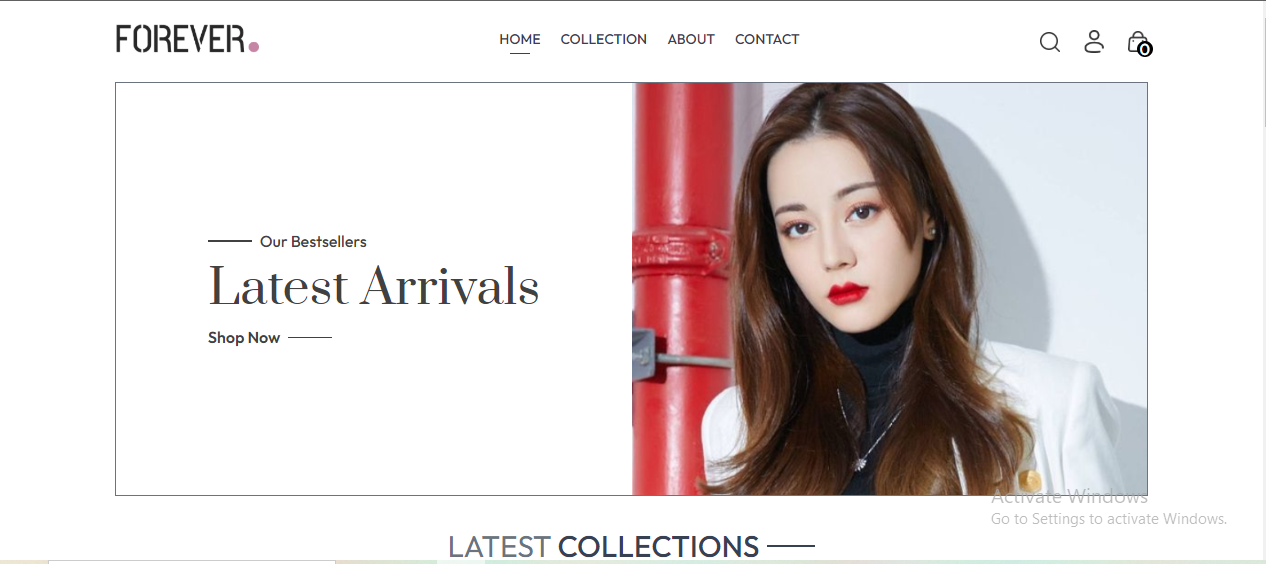 FOREVER.
HOME COLLECTION ABOUT CONTACT
0
Our Bestsellers
Latest Arrivals
Shop Now
Activate Windows
Go to Settings to activate Windows.
LATEST COLLECTIONS